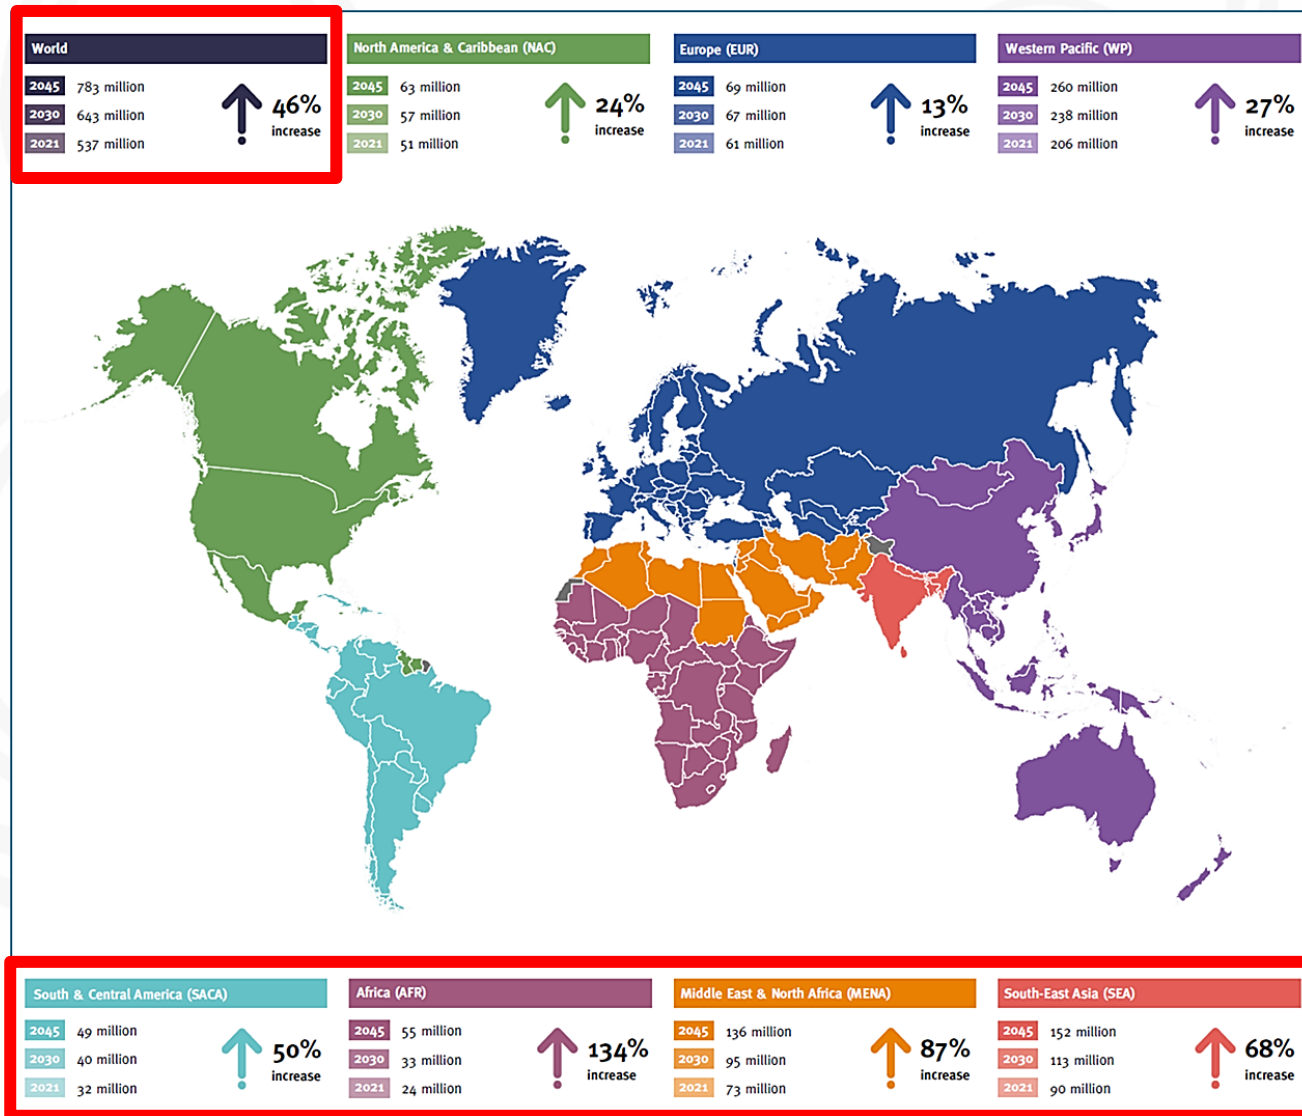 World
2045 783 million
2030 643 million
2021 537 million
46%
increase
North America & Caribbean (NAC)
2045 63 million
2030 57 million
2021 51 million
24%
increase
Europe (EUR)
2045 69 million
2030 67 million
2021 61 million
13%
increase
Western Pacific (WP)
2045 260 million
2030 238 million
2021 206 million
27%
increase
South & Central America (SACA)
2045 49 million
2030 40 million
2021 32 million
50%
increase
Africa (AFR)
2045 55 million
2030 33 million
2021 24 million
134%
increase
Middle East & North Africa (MENA)
2045 136 million
2030 95 million
2021 73 million
87%
increase
South-East Asia (SEA)
2045 152 million
2030 113 million
2021 90 million
68%
increase